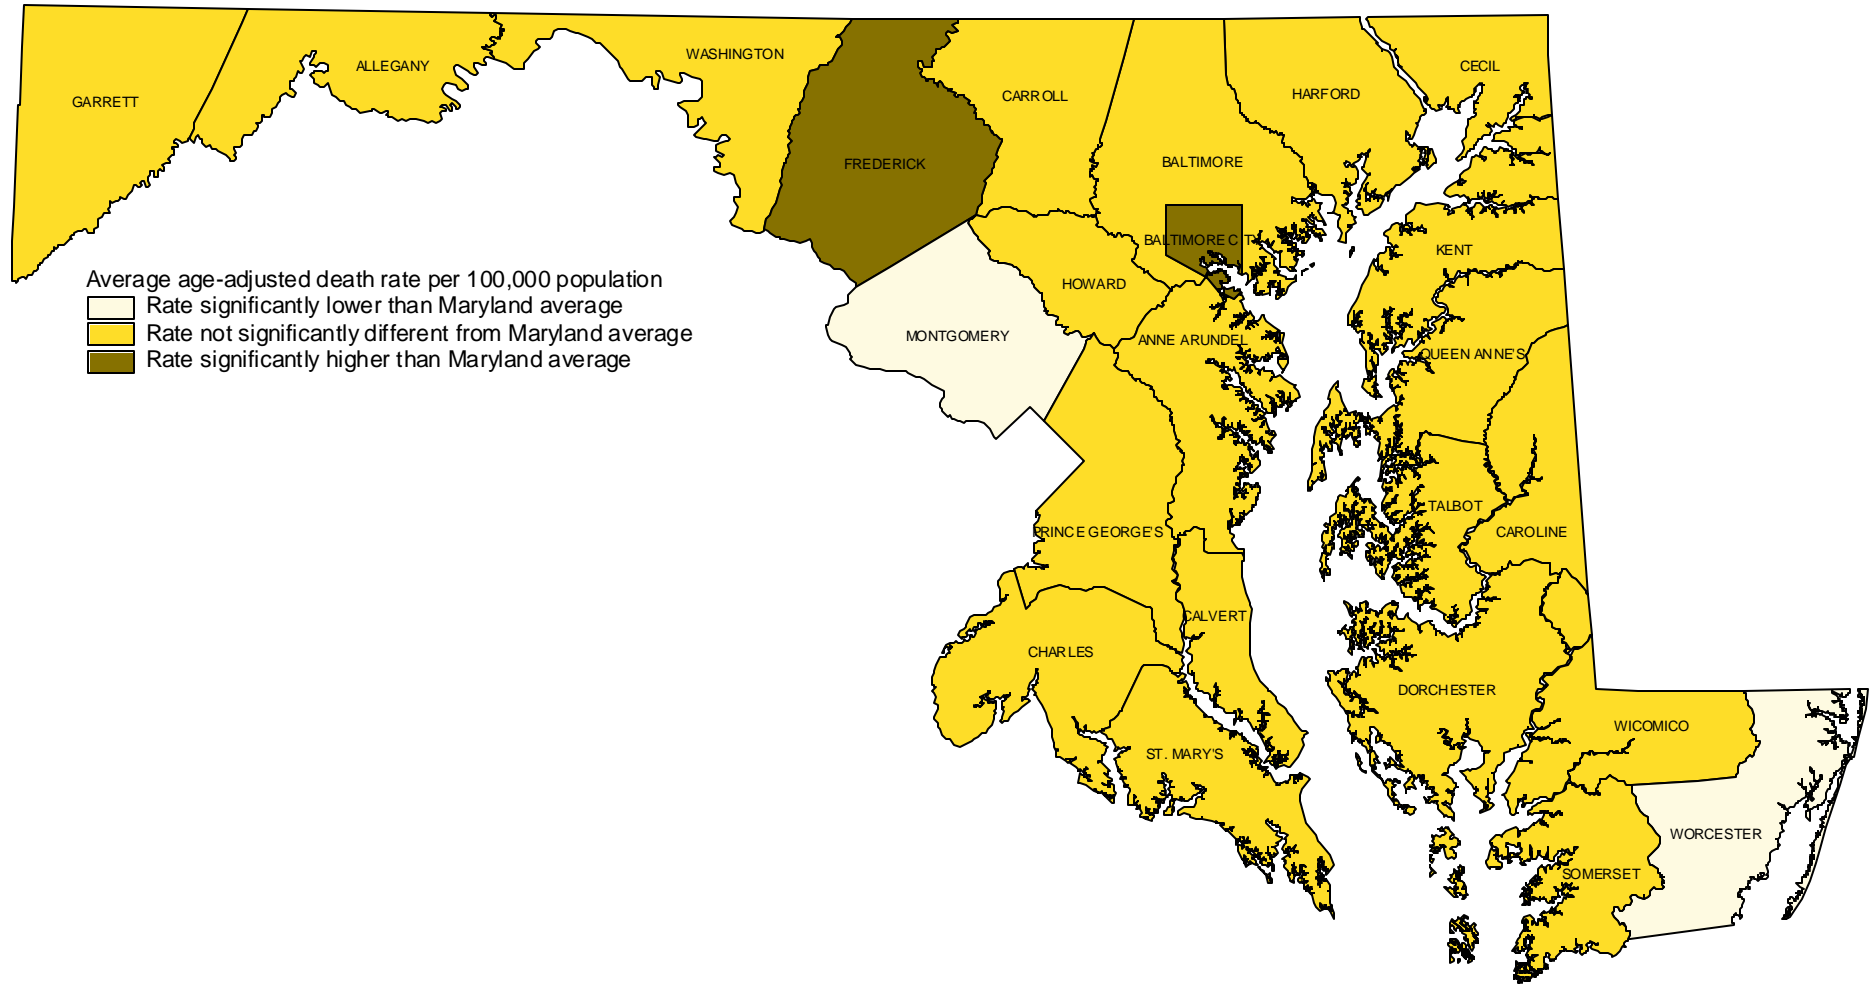 WASHINGTON
ALLEGANY
CECIL
GARRETT
CARROLL
HARFORD
FREDERICK
BALTIMORE
BALTIMORE CITY
KENT
Average age-adjusted death rate per 100,000 population
Rate significantly lower than Maryland average
Rate not significantly different from Maryland average
Rate significantly higher than Maryland average
HOWARD
MONTGOMERY
ANNE ARUNDEL
QUEEN ANNE'S
TALBOT
PRINCE GEORGE'S
CAROLINE
CALVERT
CHARLES
DORCHESTER
WICOMICO
ST. MARY'S
WORCESTER
SOMERSET